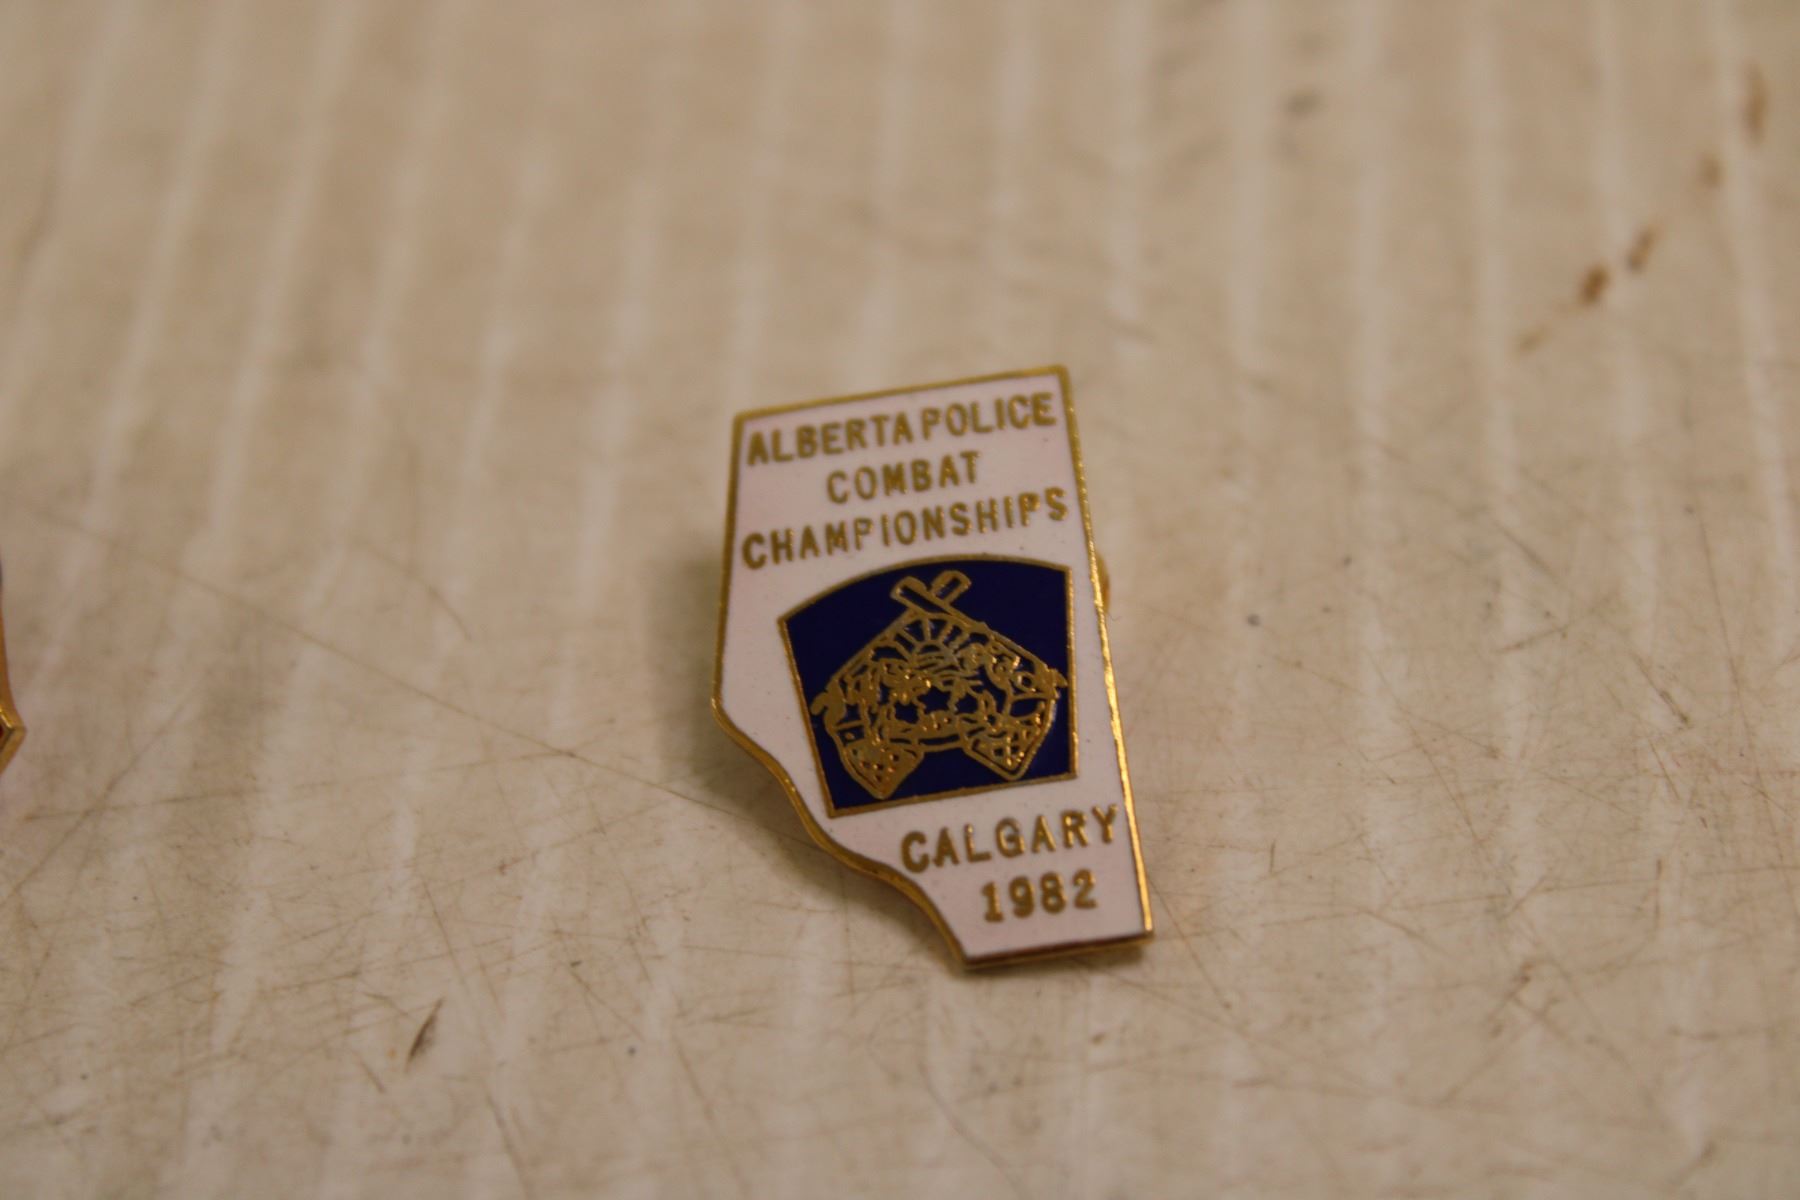 ALBERTA POLICE
COMBAT
CHAMPIONSHIPS
CALGARY
1982